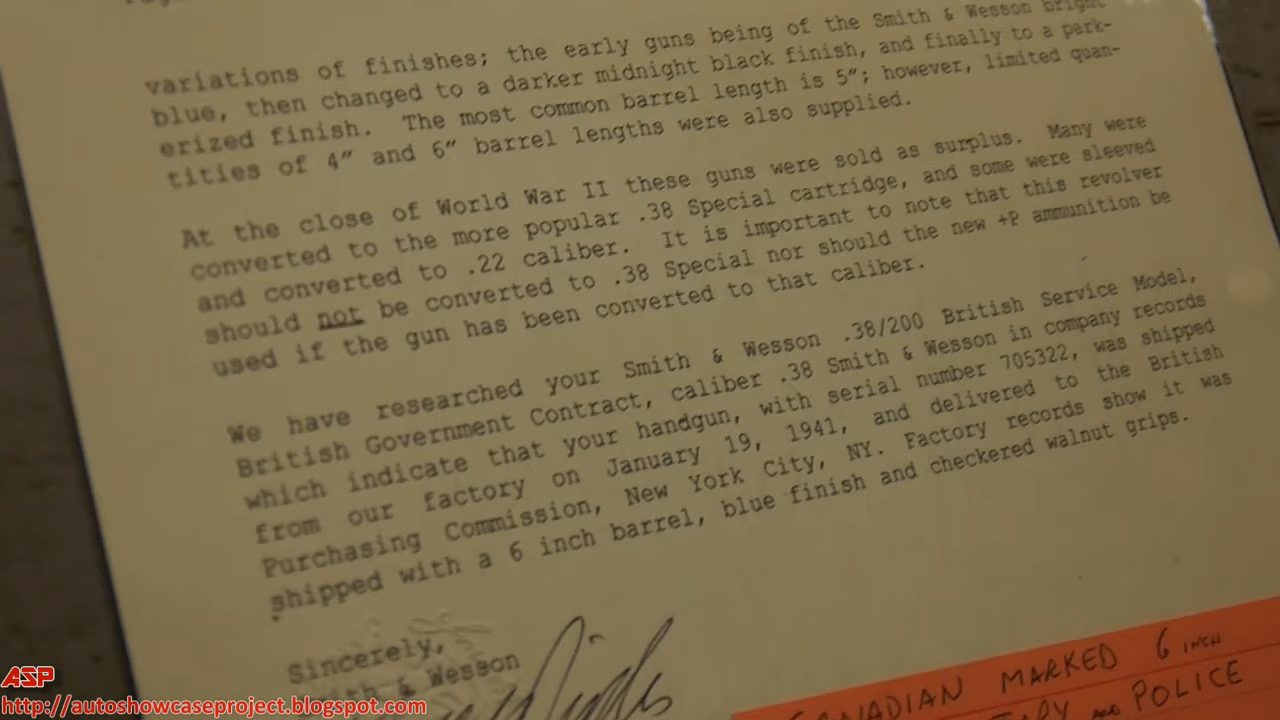 variations of finishes; the early guns being of the Smith & Wesson bright
blue, then changed to a darker midnight black finish, and finally to a park-
erized finish. The most common barrel length is 5"; however, limited quan-
tities of 4" and 6" barrel lengths were also supplied.
At the close of World War II these guns were sold as surplus. Many were
converted to the more popular .38 Special cartridge, and some were sleeved
and converted to .22 caliber. It is important to note that this revolver
should not be converted to .38 Special nor should the new +P ammunition be
used if the gun has been converted to that caliber.
We have researched your Smith & Wesson .38/200 British Service Model,
British Government Contract, caliber .38 Smith & Wesson in company records
which indicate that your handgun, with serial number 705322, was shipped
from our factory on January 19, 1941, and delivered to the British
Purchasing Commission, New York City, NY. Factory records show it was
shipped with a 6 inch barrel, blue finish and checkered walnut grips.
Sincerely,
Smith & Wesson
CANADIAN MARKED 6 INCH
AND POLICE
ASP
http://autoshowcaseproject.blogspot.com